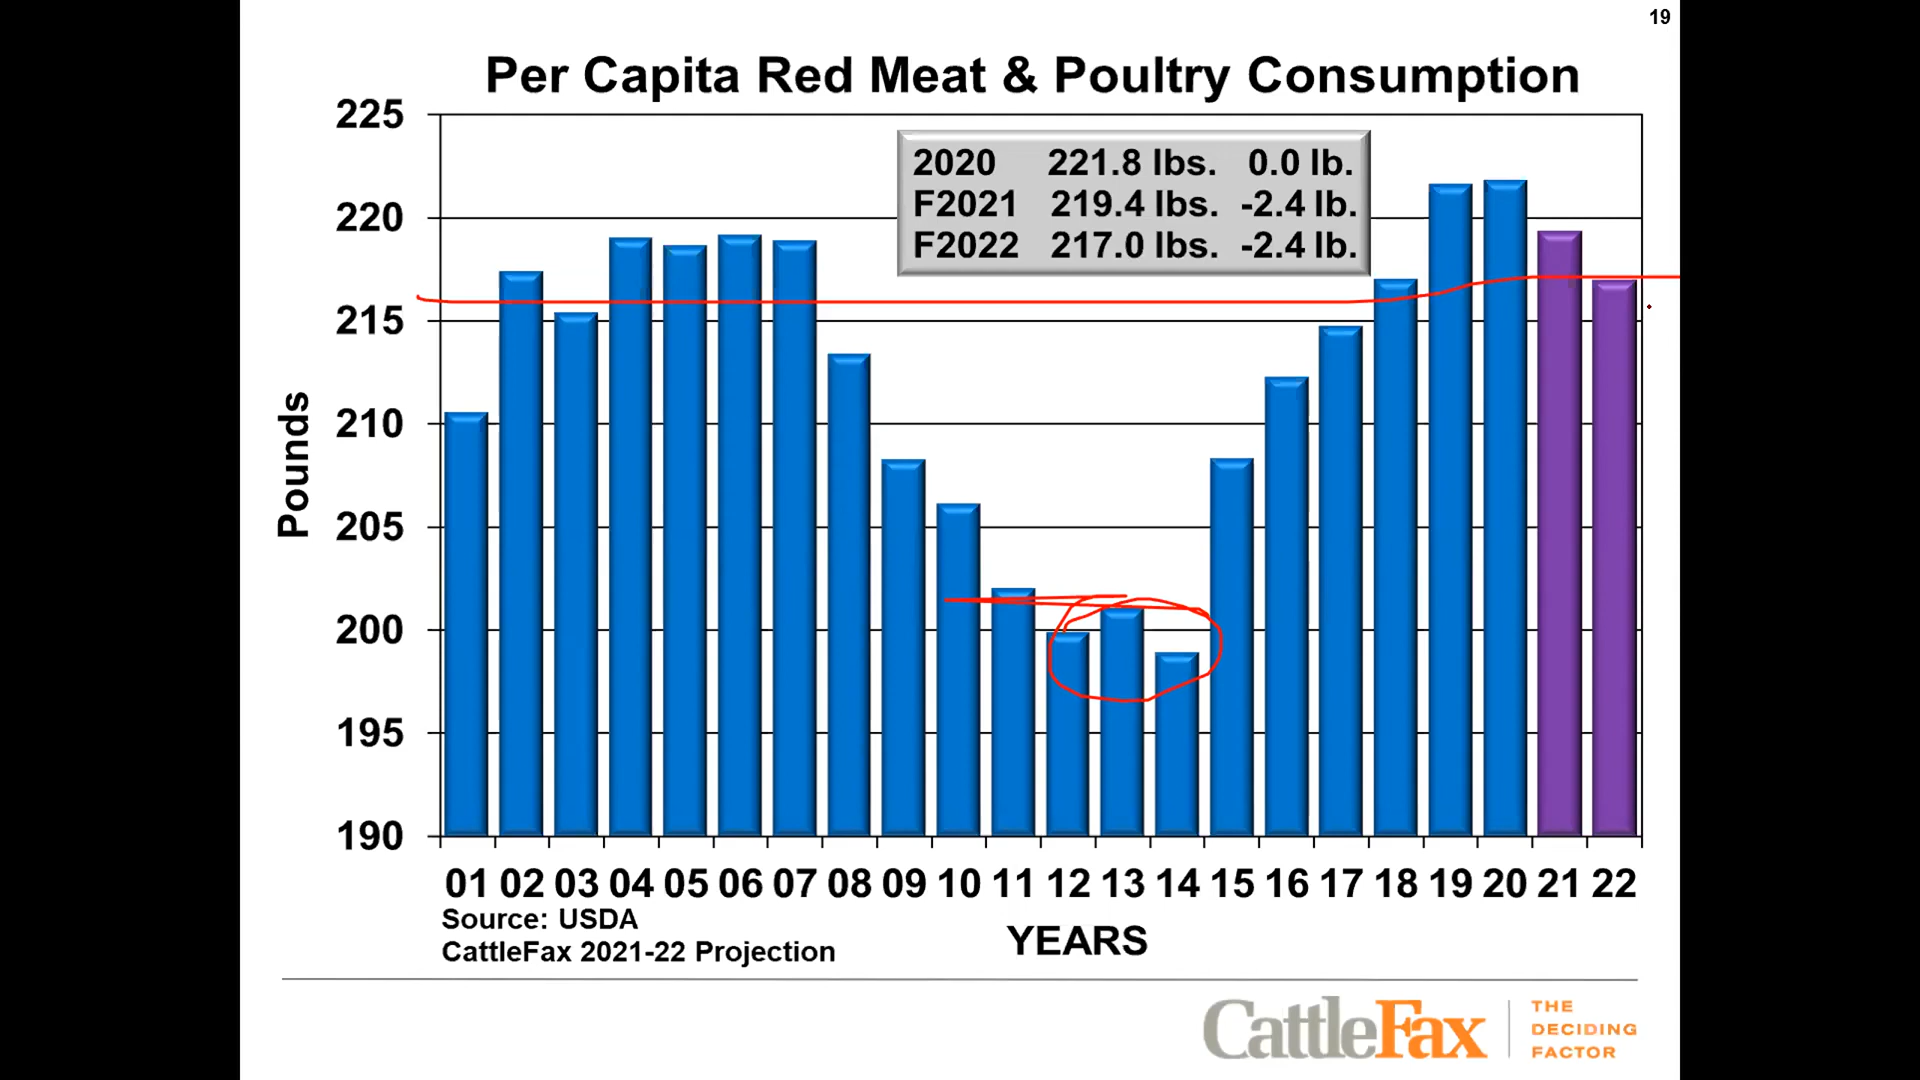 19
Per Capita Red Meat & Poultry Consumption
2020 221.8 lbs. 0.0 lb.
F2021 219.4 lbs. -2.4 lb.
F2022 217.0 lbs. -2.4 lb.
225
220
215
210
205
200
195
190
Pounds
01 02 03 04 05 06 07 08 09 10 11 12 13 14 15 16 17 18 19 20 21 22
YEARS
Source: USDA
CattleFax 2021-22 Projection
CattleFax
THE
DECIDING
FACTOR